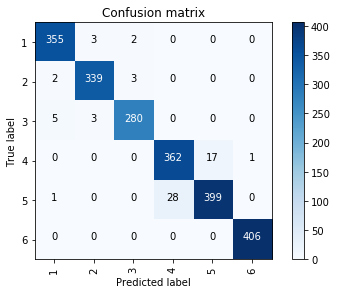 Confusion matrix
1 355 3 2 0 0 0
2 2 339 3 0 0 0
3 5 3 280 0 0 0
4 0 0 0 362 17 1
5 1 0 0 28 399 0
6 0 0 0 0 0 406
1 2 3 4 5 6
True label
Predicted label
400
350
300
250
200
150
100
50
0